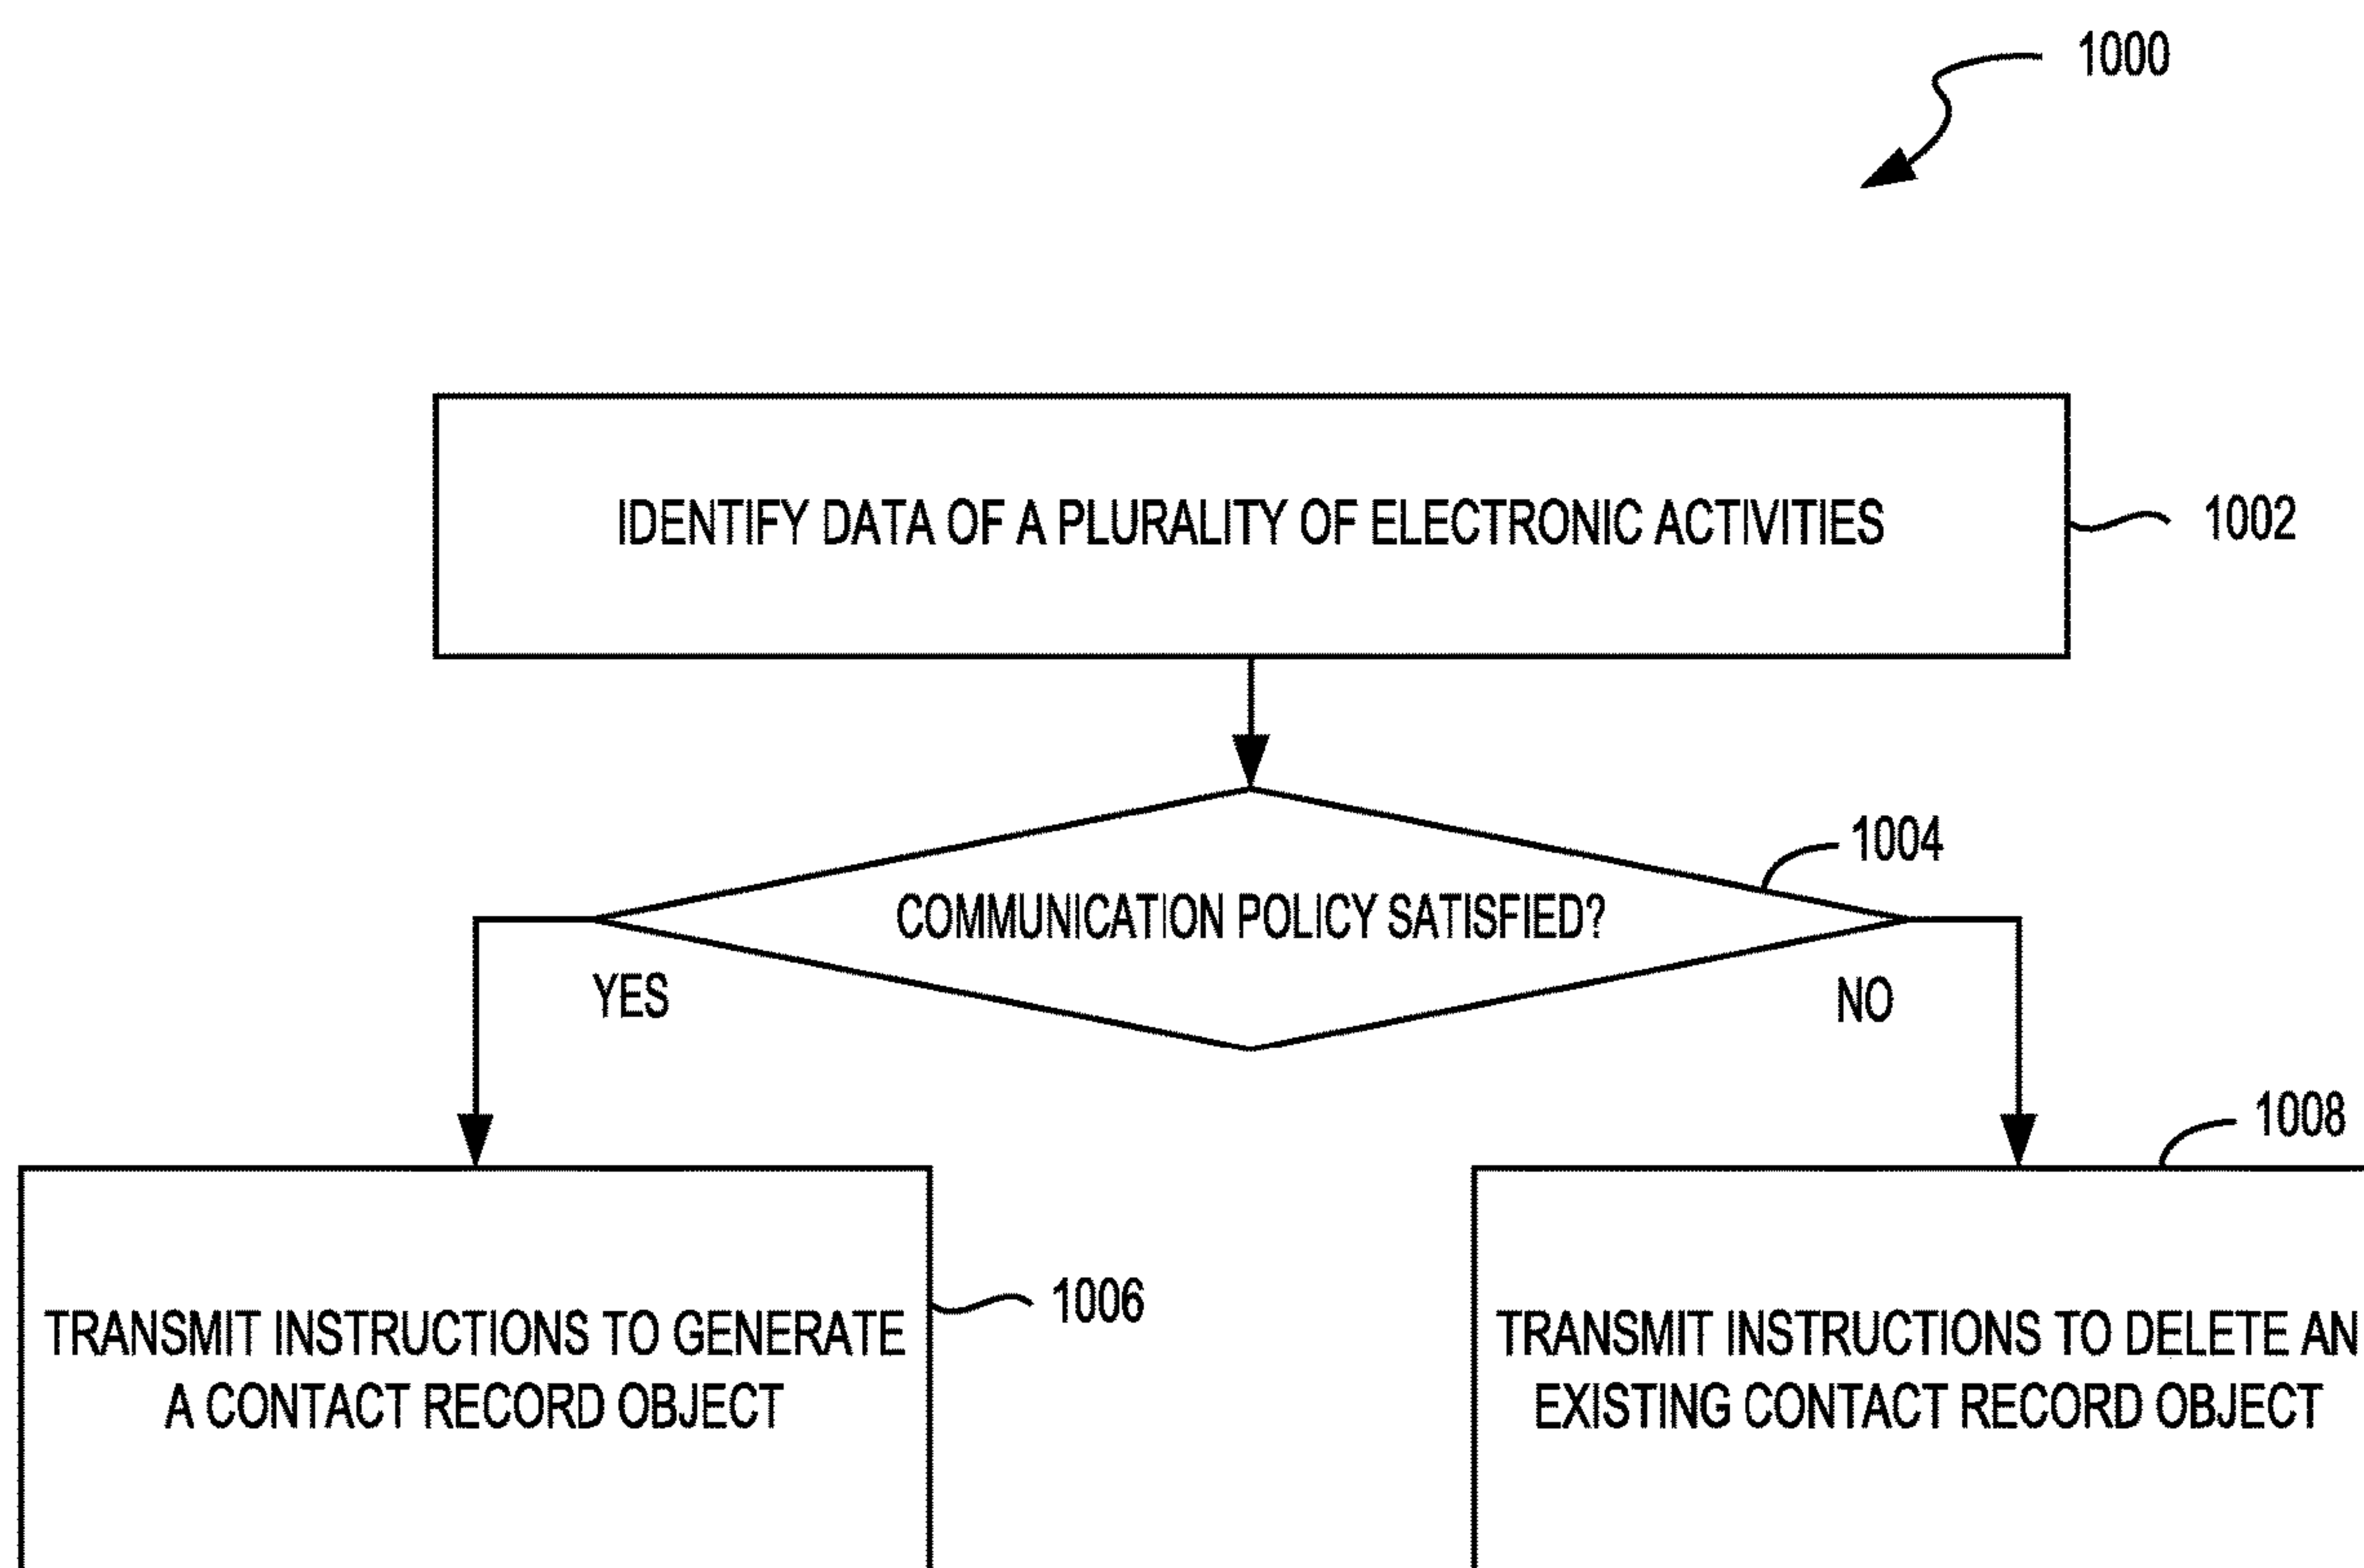 1000
IDENTIFY DATA OF A PLURALITY OF ELECTRONIC ACTIVITIES
1002
1004
COMMUNICATION POLICY SATISFIED?
YES
NO
1008
TRANSMIT INSTRUCTIONS TO GENERATE
A CONTACT RECORD OBJECT
1006
TRANSMIT INSTRUCTIONS TO DELETE AN
EXISTING CONTACT RECORD OBJECT